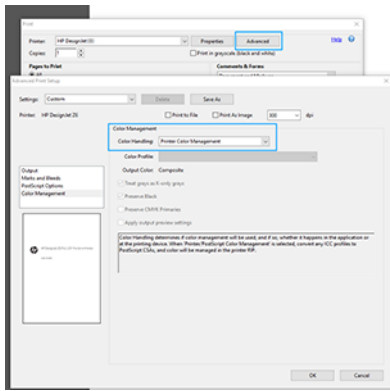 Print
Printer: HP DesignJet Z6 Properties Advanced Help
Copies: 1 Print in grayscale (black and white)
Pages to Print Comments & Forms
Advanced Print Setup
Settings: Custom Delete Save As
Printer: HP DesignJet Z6 Print to File Print As Image 300 dpi
Color Management
Color Handling: Printer Color Management
Color Profile:
Output Output Color: Composite
Marks and Bleeds Treat grays as K-only grays
PostScript Options Preserve Black
Color Management
Preserve CMYK Primaries
Apply output preview settings
Color Handling determines if color management will be used, and if so, whether it happens in the application or
at the printing device. When 'Printer/PostScript Color Management' is selected, convert any ICC profiles to
PostScript CSAs, and color will be managed in the printer RIP.
OK Cancel